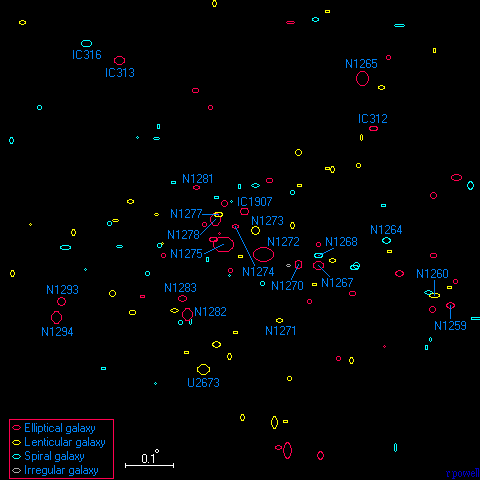 IC316
IC313
N1265
IC312
N1281
IC1907
N1277
N1273
N1278
N1264
N1275
N1272
N1268
N1274
N1270
N1267
N1260
N1293
N1283
N1282
N1294
N1271
N1259
U2673
Elliptical galaxy
Lenticular galaxy
Spiral galaxy
Irregular galaxy
0.1°
cpowell